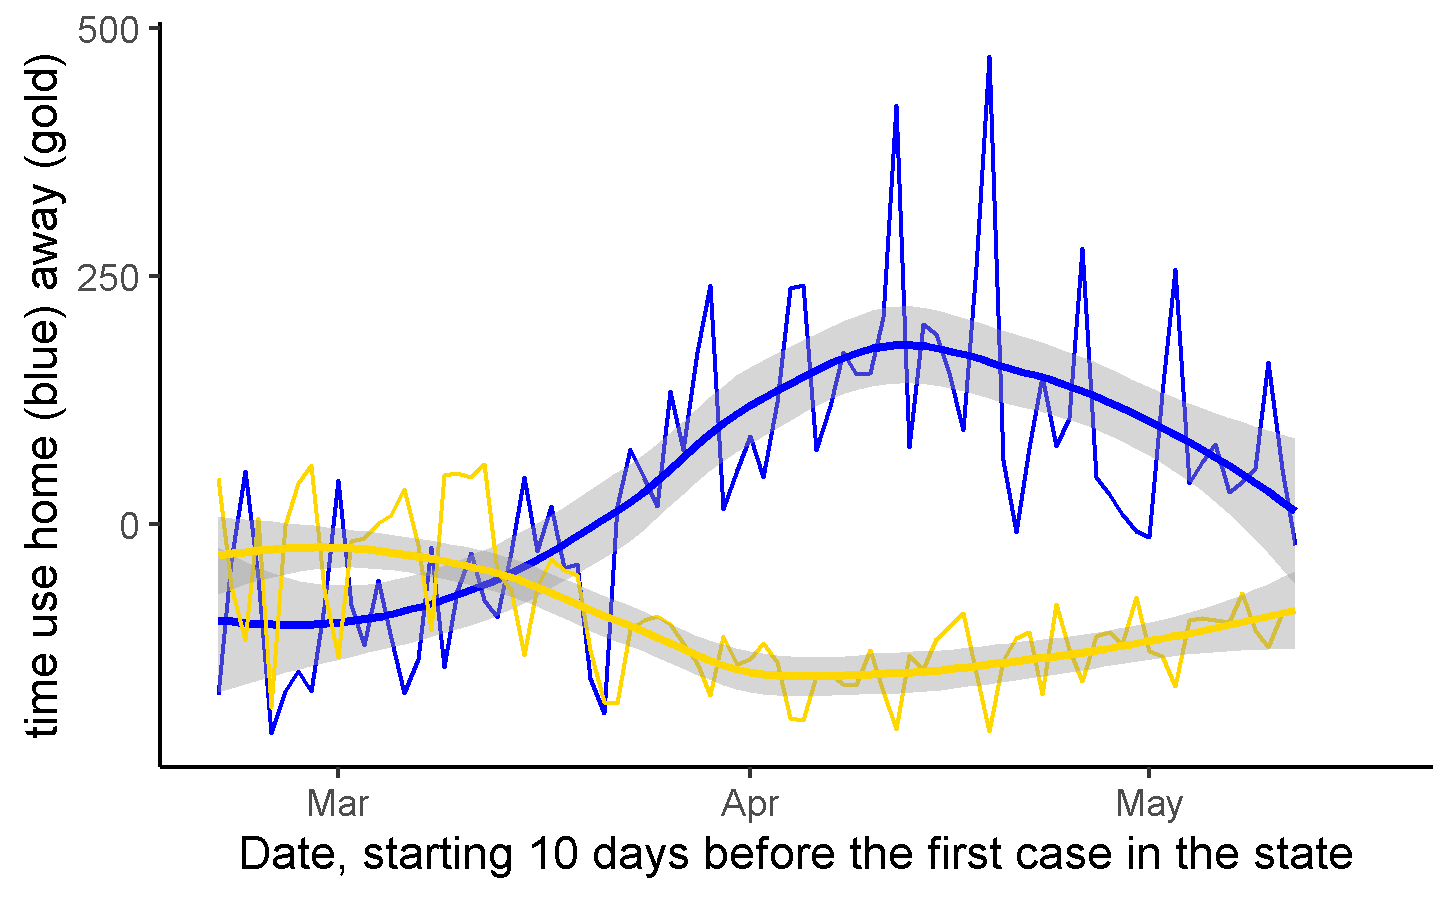 time use home (blue) away (gold)
500
250
0
Mar
Apr
May
Date, starting 10 days before the first case in the state